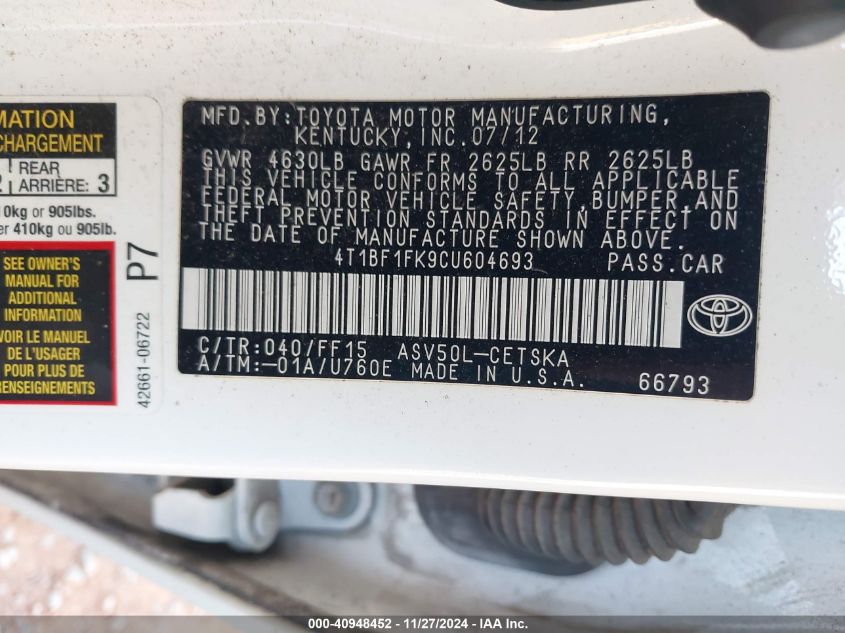 MATION
CHARGEMENT
REAR
ARRIÈRE: 3
0kg or 905lbs.
er 410kg ou 905lb.
SEE OWNER'S
MANUAL FOR
ADDITIONAL
INFORMATION
VOIR LE MANUEL
DE L'USAGER
POUR PLUS DE
RENSEIGNEMENTS
P7
42661-06722
MFD.BY:TOYOTA MOTOR MANUFACTURING,
KENTUCKY,INC.07/12
GVWR 4630LB GAWR FR 2625LB RR 2625LB
THIS VEHICLE CONFORMS TO ALL APPLICABLE
FEDERAL MOTOR VEHICLE SAFETY,BUMPER,AND
THEFT PREVENTION STANDARDS IN EFFECT ON
THE DATE OF MANUFACTURE SHOWN ABOVE.
4T1BF1FK9CU604693 PASS.CAR
C/TR:040/FF15 ASV50L-CETSKA
A/TM:-01A/U760E MADE IN U.S.A.
66793
000-40948452 | 11/27/2024 | IMAGE COPYRIGHT © IAA, LLC.